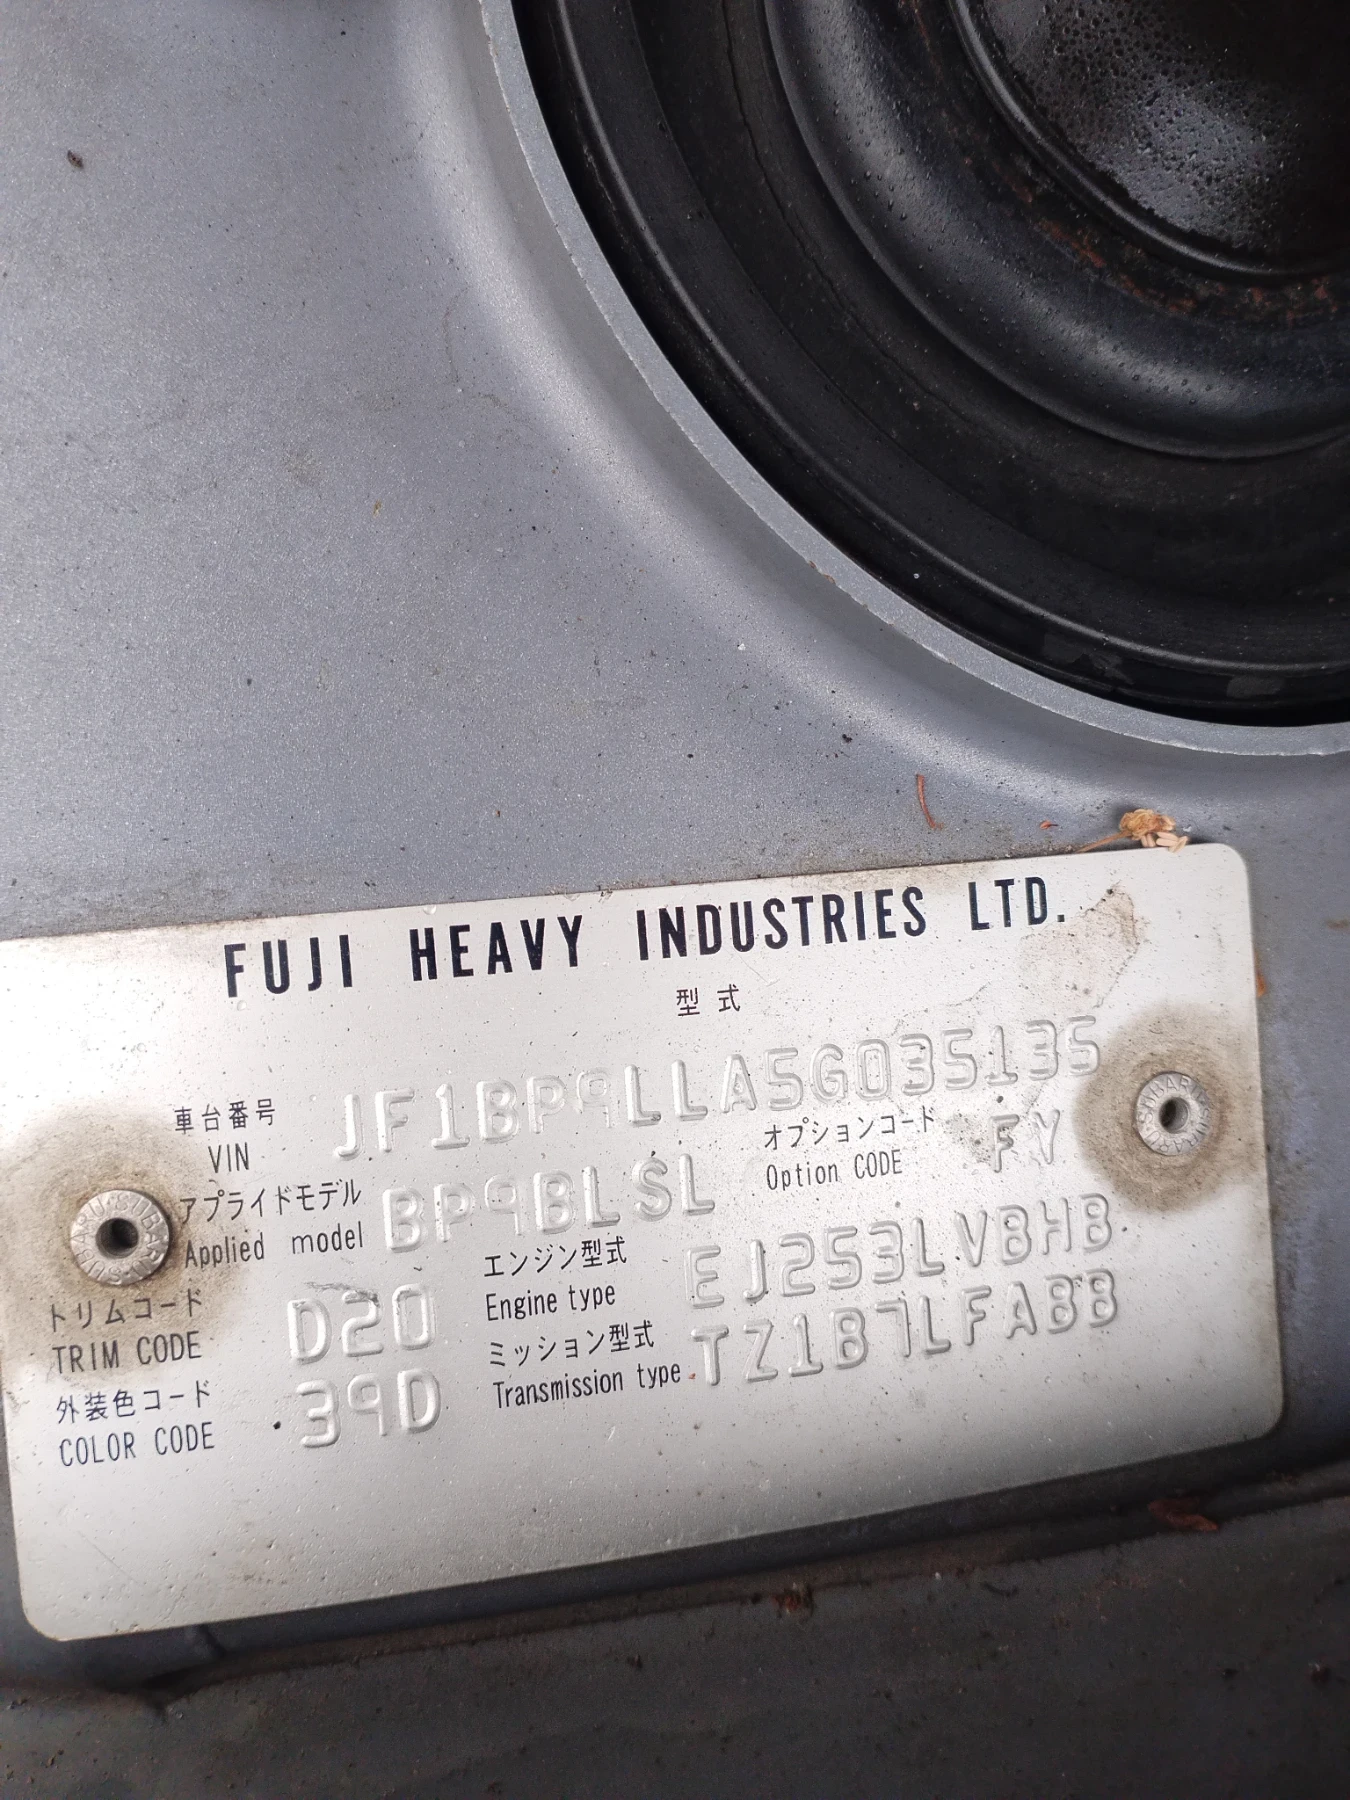 FUJI HEAVY INDUSTRIES LTD.
型式
車台番号
VIN JF1BP9LLA5G035135
アプライドモデル
Applied model BP9BLSL
オプションコード
Option CODE FY
トリムコード
TRIM CODE D20
エンジン型式
Engine type EJ253LVBHB
外装色コード
COLOR CODE 39D
ミッション型式
Transmission type TZ1B7LFABB